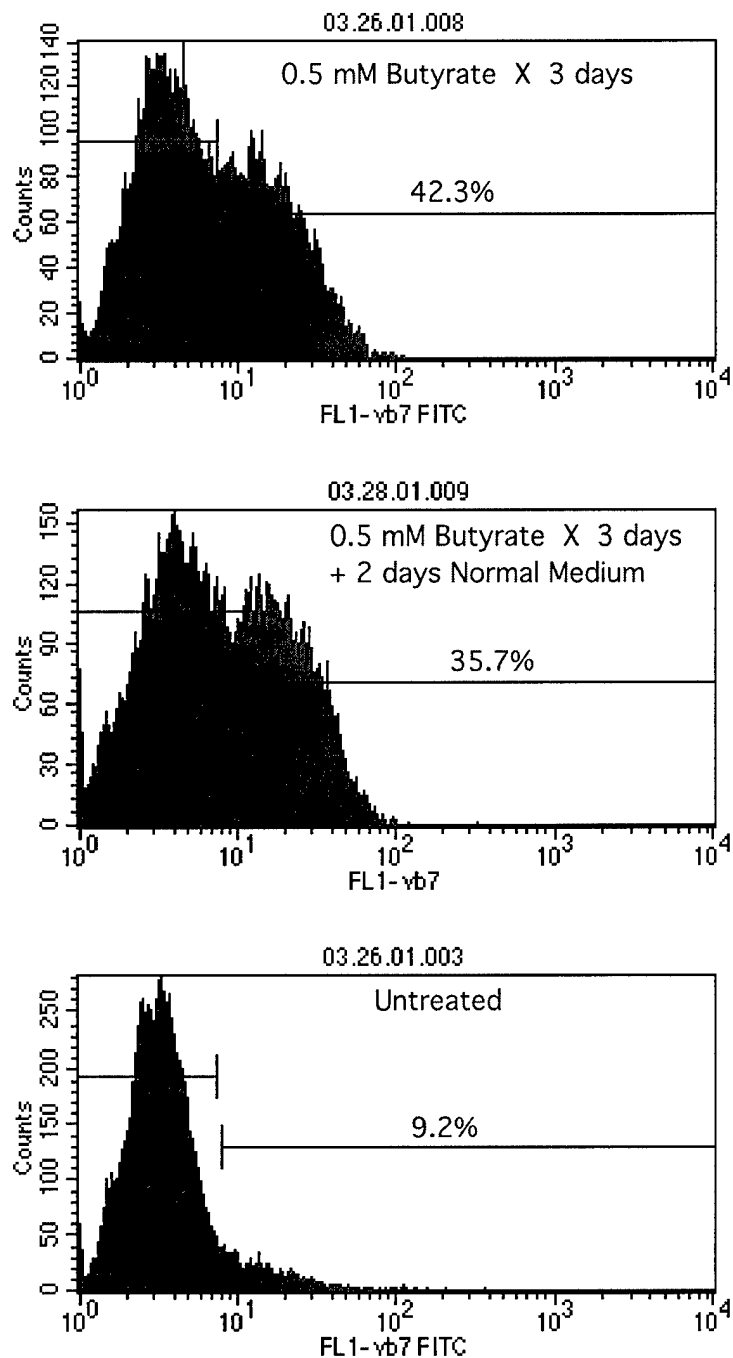 03.26.01.008
0.5 mM Butyrate X 3 days
42.3%
Counts
0 20 40 60 80 100 120 140
10^0 10^1 10^2 10^3 10^4
FL1-vb7 FITC
03.28.01.009
0.5 mM Butyrate X 3 days
+ 2 days Normal Medium
35.7%
Counts
0 30 60 90 120 150
10^0 10^1 10^2 10^3 10^4
FL1-vb7
03.26.01.003
Untreated
9.2%
Counts
0 50 100 150 200 250
10^0 10^1 10^2 10^3 10^4
FL1-vb7 FITC